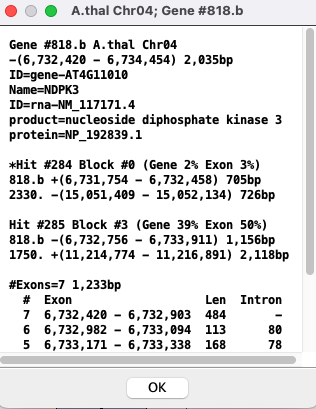 A.thal Chr04; Gene #818.b
Gene #818.b A.thal Chr04
-(6,732,420 - 6,734,454) 2,035bp
ID=gene-AT4G11010
Name=NDPK3
ID=rna-NM_117171.4
product=nucleoside diphosphate kinase 3
protein=NP_192839.1
*Hit #284 Block #0 (Gene 2% Exon 3%)
818.b +(6,731,754 - 6,732,458) 705bp
2330. -(15,051,409 - 15,052,134) 726bp
Hit #285 Block #3 (Gene 39% Exon 50%)
818.b -(6,732,756 - 6,733,911) 1,156bp
1750. +(11,214,774 - 11,216,891) 2,118bp
#Exons=7 1,233bp
# Exon Len Intron
7 6,732,420 - 6,732,903 484 -
6 6,732,982 - 6,733,094 113 80
5 6,733,171 - 6,733,338 168 78
OK